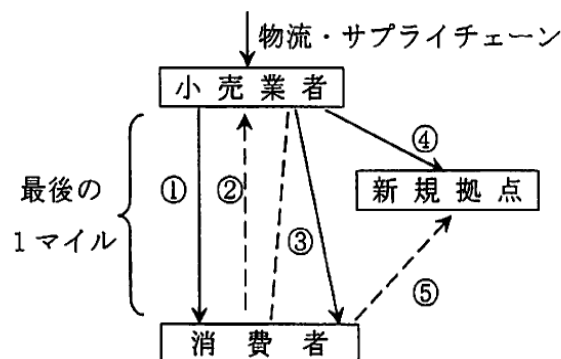 物流・サプライチェーン
小売業者
④
最後の
1マイル
①
②
③
新規拠点
⑤
消費者